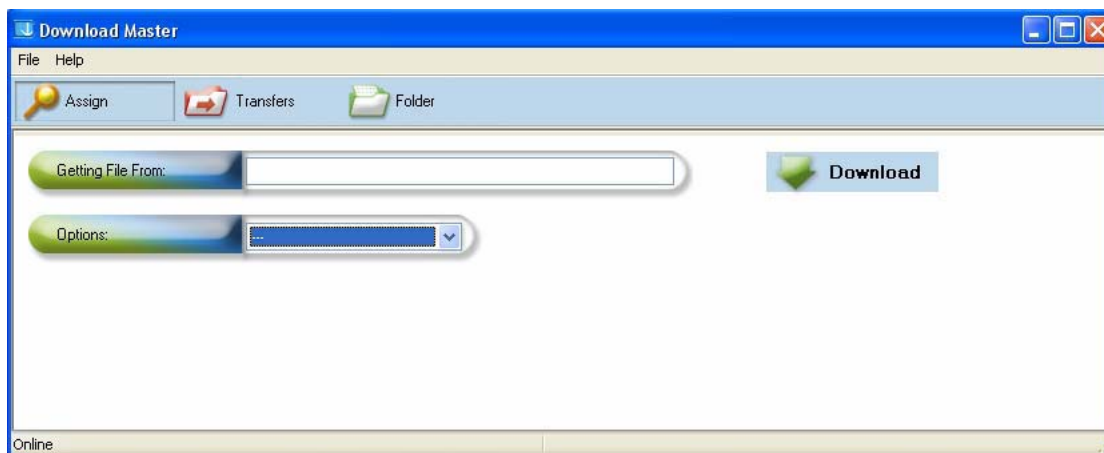 Download Master
File Help
Assign Transfers Folder
Getting File From: Download
Options: ---
Online